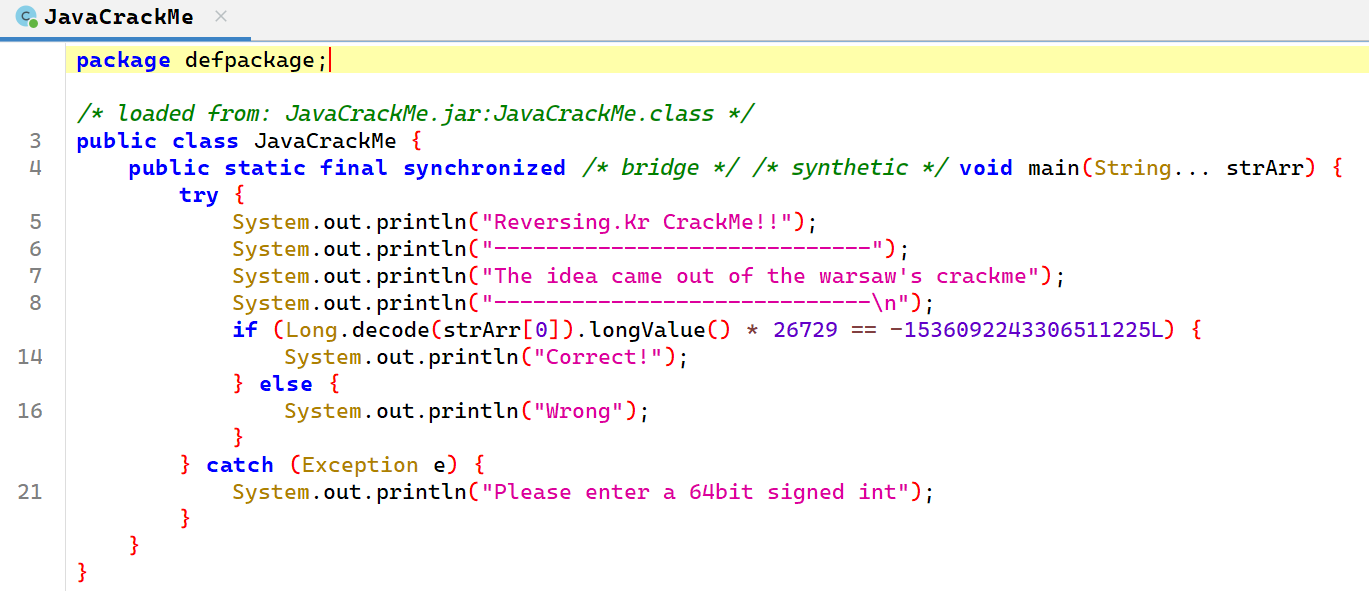 JavaCrackMe ×
package defpackage;
/* loaded from: JavaCrackMe.jar:JavaCrackMe.class */
3 public class JavaCrackMe {
4     public static final synchronized /* bridge */ /* synthetic */ void main(String... strArr) {
        try {
5             System.out.println("Reversing.Kr CrackMe!!");
6             System.out.println("-----------------------------");
7             System.out.println("The idea came out of the warsaw's crackme");
8             System.out.println("-----------------------------\n");
            if (Long.decode(strArr[0]).longValue() * 26729 == -1536092243306511225L) {
14                 System.out.println("Correct!");
            } else {
16                 System.out.println("Wrong");
            }
        } catch (Exception e) {
21             System.out.println("Please enter a 64bit signed int");
        }
    }
}